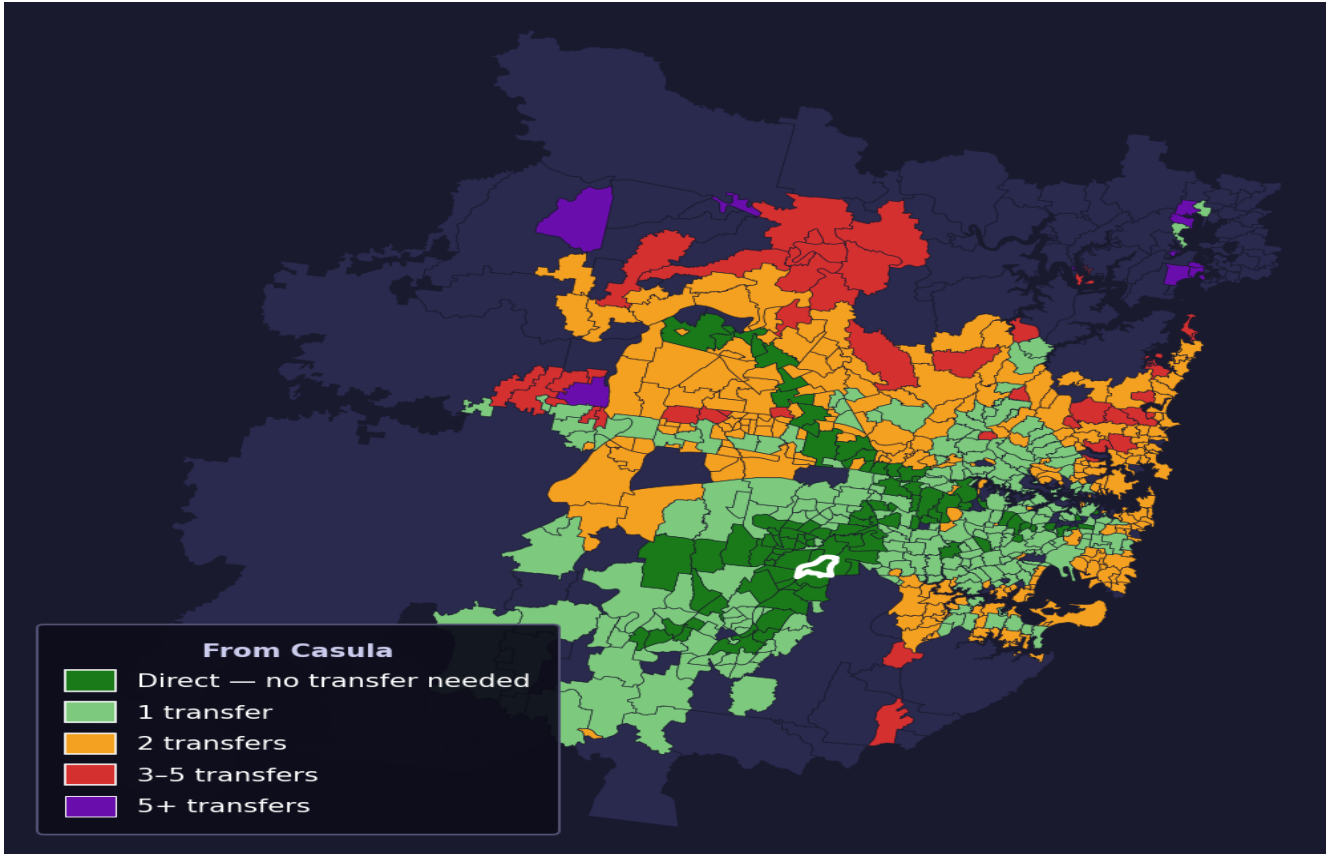 From Casula
Direct — no transfer needed
1 transfer
2 transfers
3–5 transfers
5+ transfers